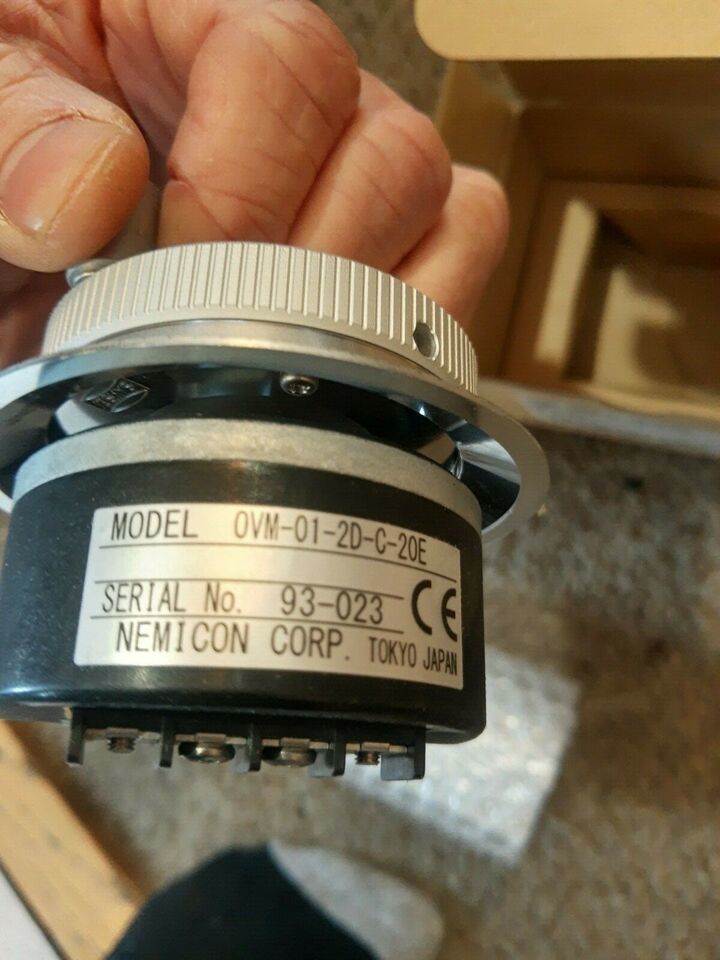 MODEL OVM-01-2D-C-20E
SERIAL No. 93-023 CE
NEMICON CORP. TOKYO JAPAN